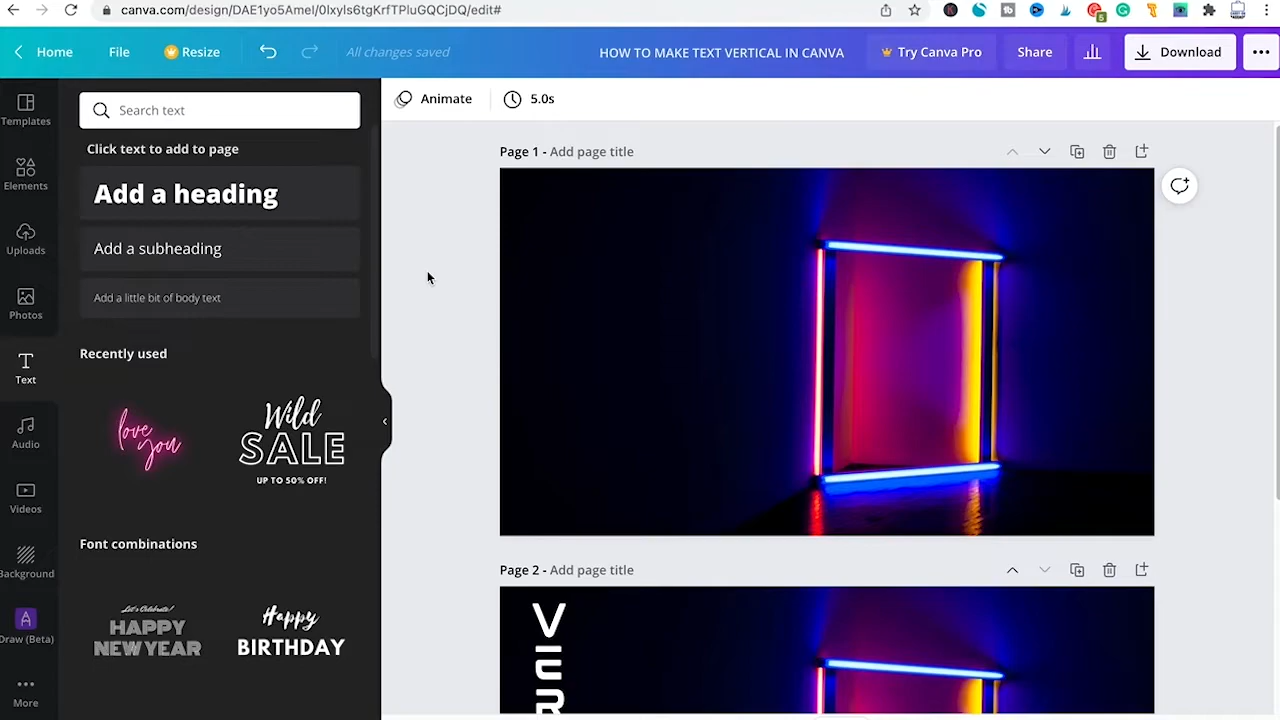 canva.com/design/DAE1yo5Amel/0lxyls6tgKrfTPluGQCjDQ/edit#
Home
File
Resize
All changes saved
HOW TO MAKE TEXT VERTICAL IN CANVA
Try Canva Pro
Share
Download
Templates
Elements
Uploads
Photos
Text
Audio
Videos
Background
Draw (Beta)
More
Search text
Click text to add to page
Add a heading
Add a subheading
Add a little bit of body text
Recently used
love
you
Wild
SALE
UP TO 50% OFF!
Font combinations
Let's Celebrate!
HAPPY
NEW YEAR
Happy
BIRTHDAY
Animate
5.0s
Page 1 - Add page title
Page 2 - Add page title
V
E
R